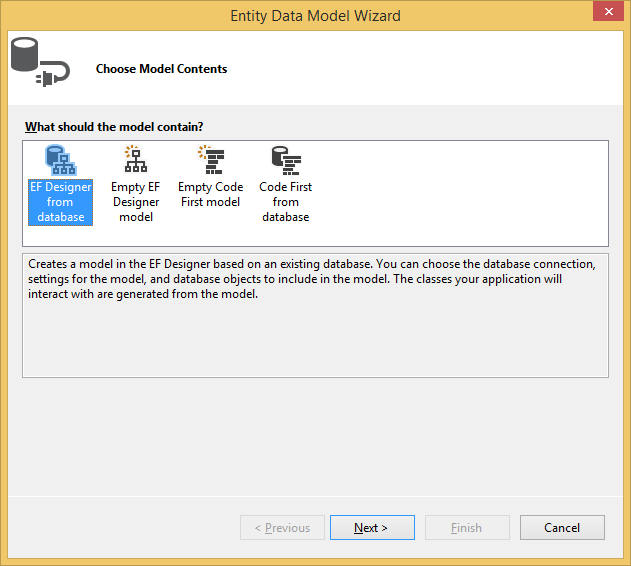 Entity Data Model Wizard
Choose Model Contents
What should the model contain?
EF Designer
from
database
Empty EF
Designer
model
Empty Code
First model
Code First
from
database
Creates a model in the EF Designer based on an existing database. You can choose the database connection,
settings for the model, and database objects to include in the model. The classes your application will
interact with are generated from the model.
< Previous
Next >
Finish
Cancel